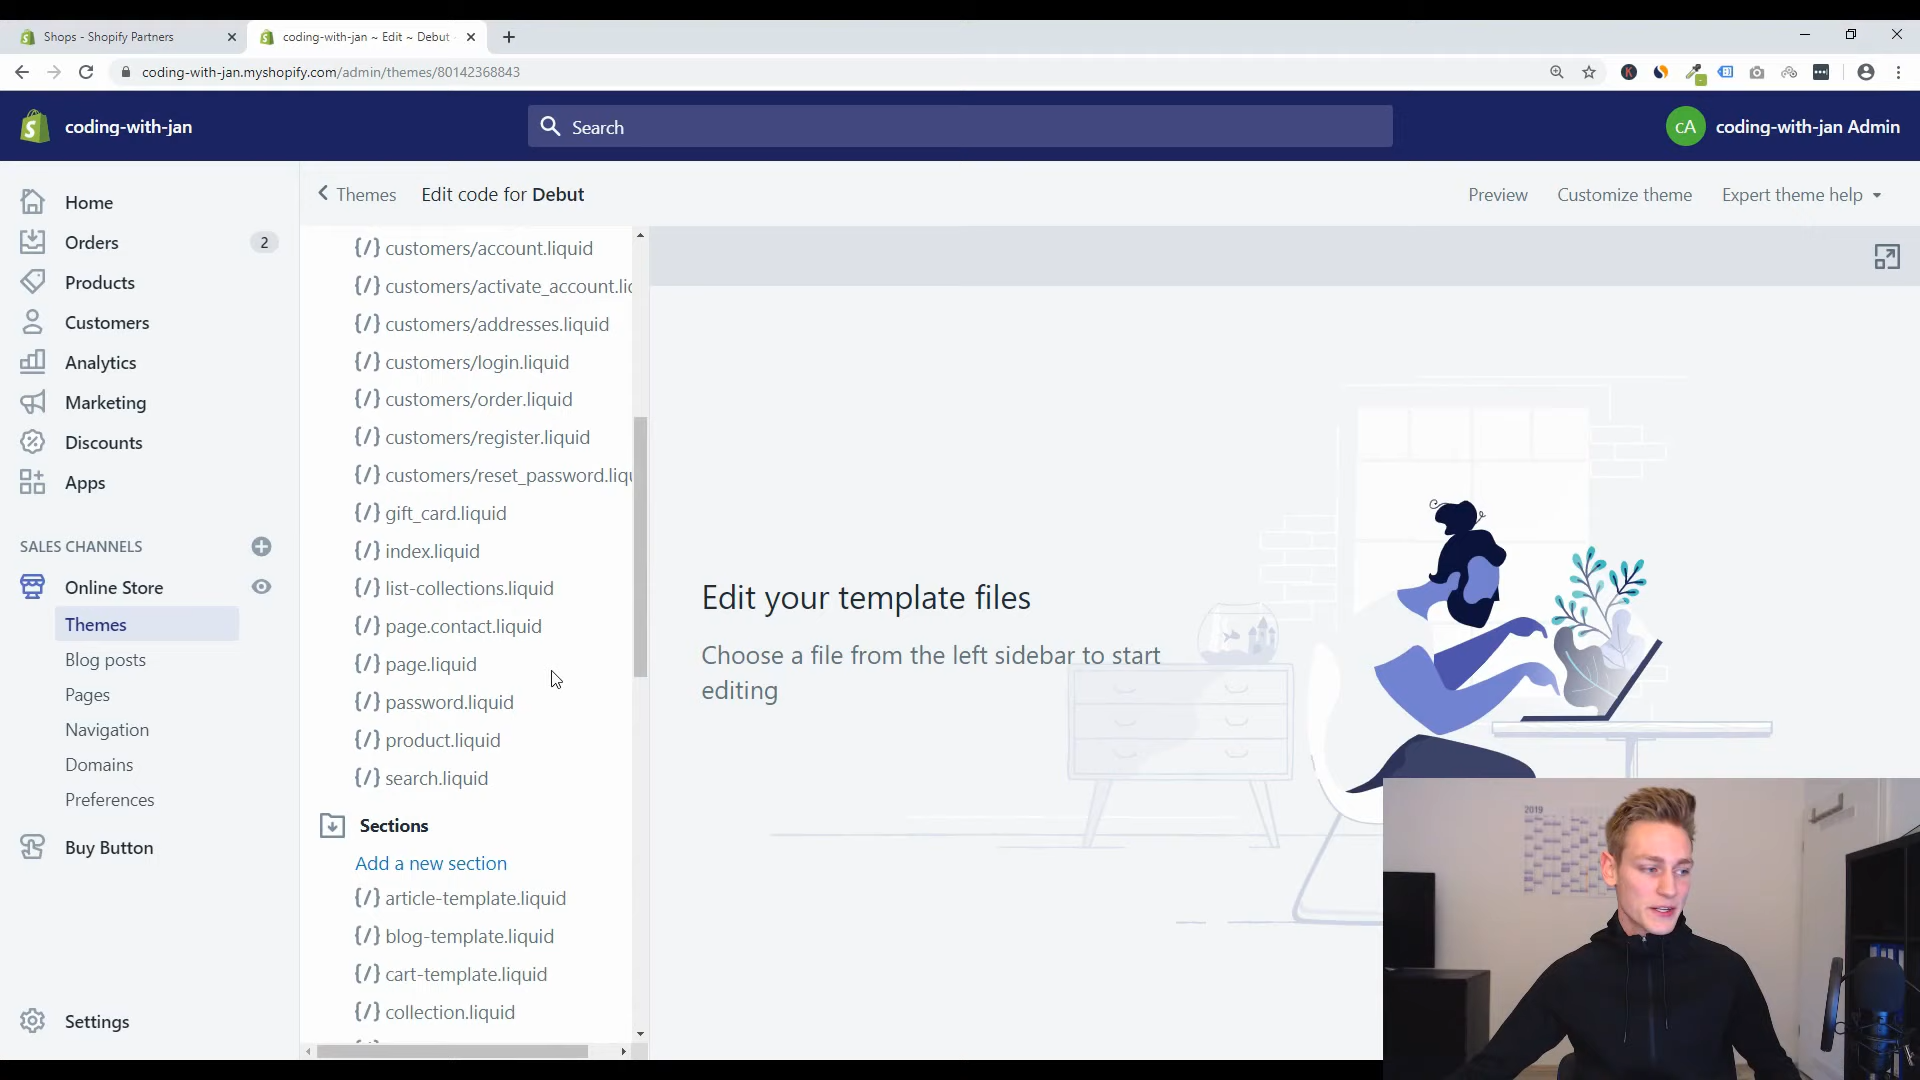 Shops - Shopify Partners
coding-with-jan ~ Edit ~ Debut
coding-with-jan.myshopify.com/admin/themes/80142368843
coding-with-jan
Search
cA
coding-with-jan Admin
Home
Orders
2
Products
Customers
Analytics
Marketing
Discounts
Apps
SALES CHANNELS
Online Store
Themes
Blog posts
Pages
Navigation
Domains
Preferences
Buy Button
Settings
Themes
Edit code for Debut
Preview
Customize theme
Expert theme help
{/} customers/account.liquid
{/} customers/activate_account.li
{/} customers/addresses.liquid
{/} customers/login.liquid
{/} customers/order.liquid
{/} customers/register.liquid
{/} customers/reset_password.liq
{/} gift_card.liquid
{/} index.liquid
{/} list-collections.liquid
{/} page.contact.liquid
{/} page.liquid
{/} password.liquid
{/} product.liquid
{/} search.liquid
Sections
Add a new section
{/} article-template.liquid
{/} blog-template.liquid
{/} cart-template.liquid
{/} collection.liquid
Edit your template files
Choose a file from the left sidebar to start
editing
2019